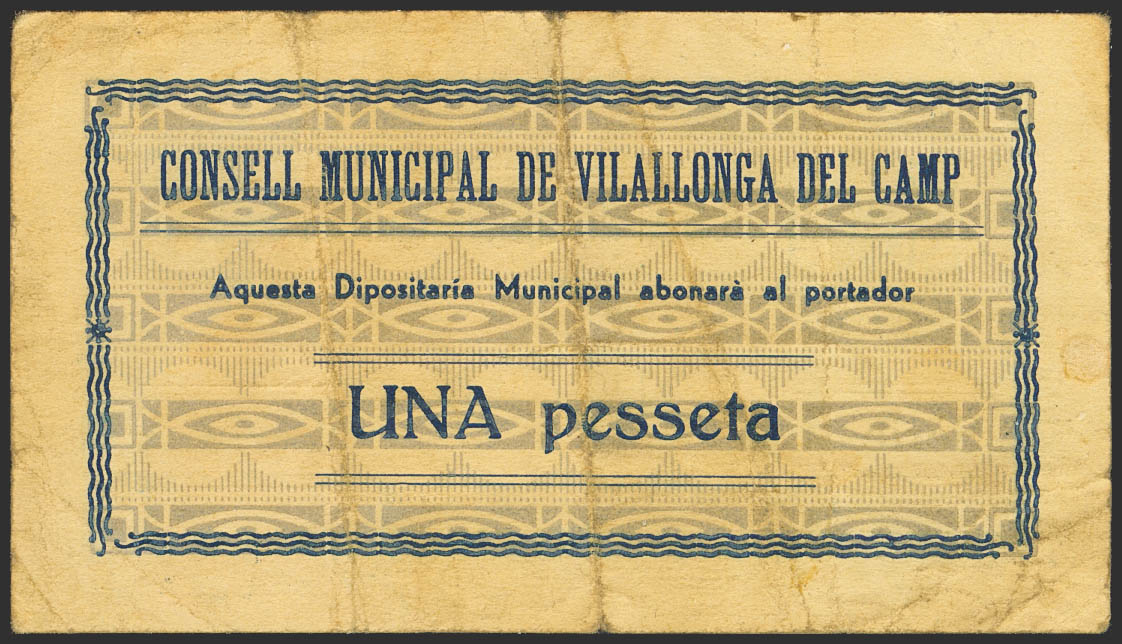 CONSELL MUNICIPAL DE VILALLONGA DEL CAMP
Aquesta Dipositaría Municipal abonarà al portador
UNA pesseta